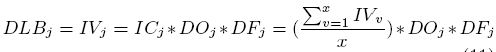 $DLB_j = IV_j = IC_j * DO_j * DF_j = (\frac{\sum_{v=1}^{x} IV_v}{x}) * DO_j * DF_j$